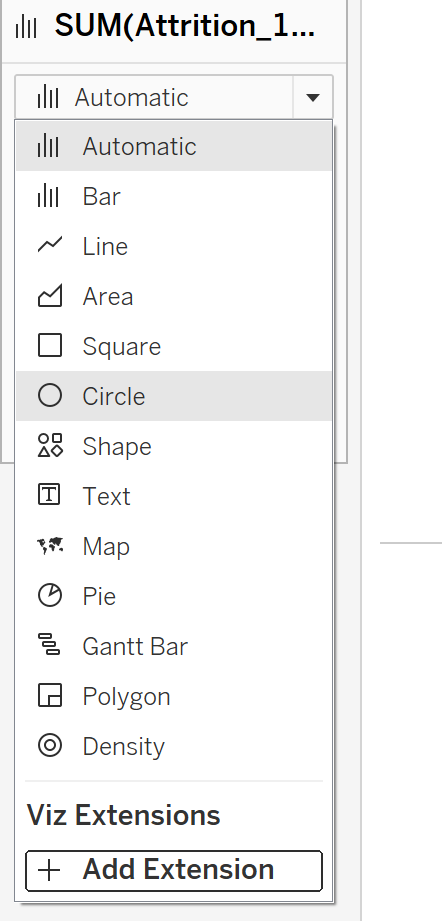 SUM(Attrition_1...
Automatic
Automatic
Bar
Line
Area
Square
Circle
Shape
Text
Map
Pie
Gantt Bar
Polygon
Density
Viz Extensions
Add Extension